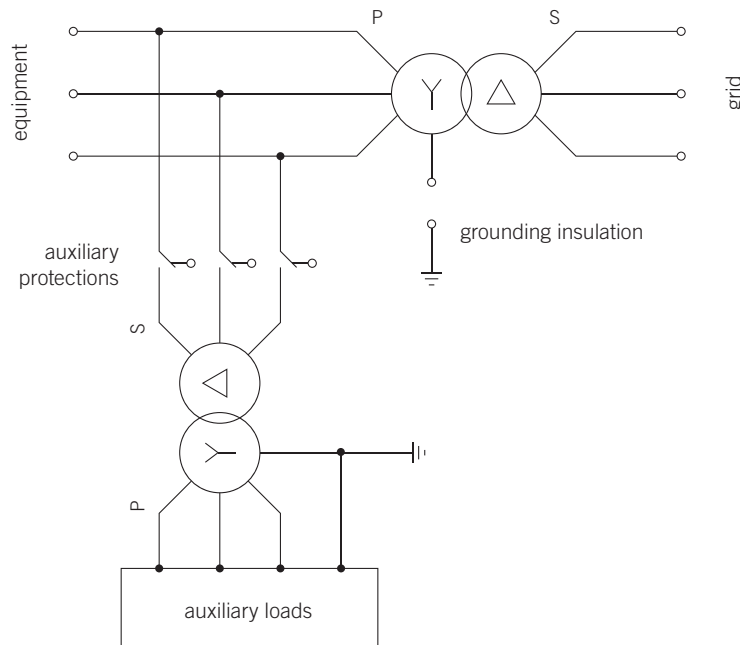 P
S
equipment
grid
grounding insulation
auxiliary
protections
S
P
auxiliary loads